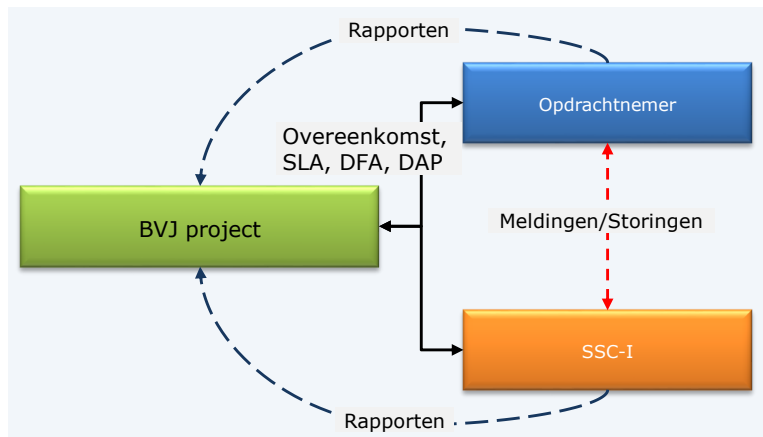 Rapporten
Opdrachtnemer
Overeenkomst,
SLA, DFA, DAP
BVJ project
Meldingen/Storingen
SSC-I
Rapporten